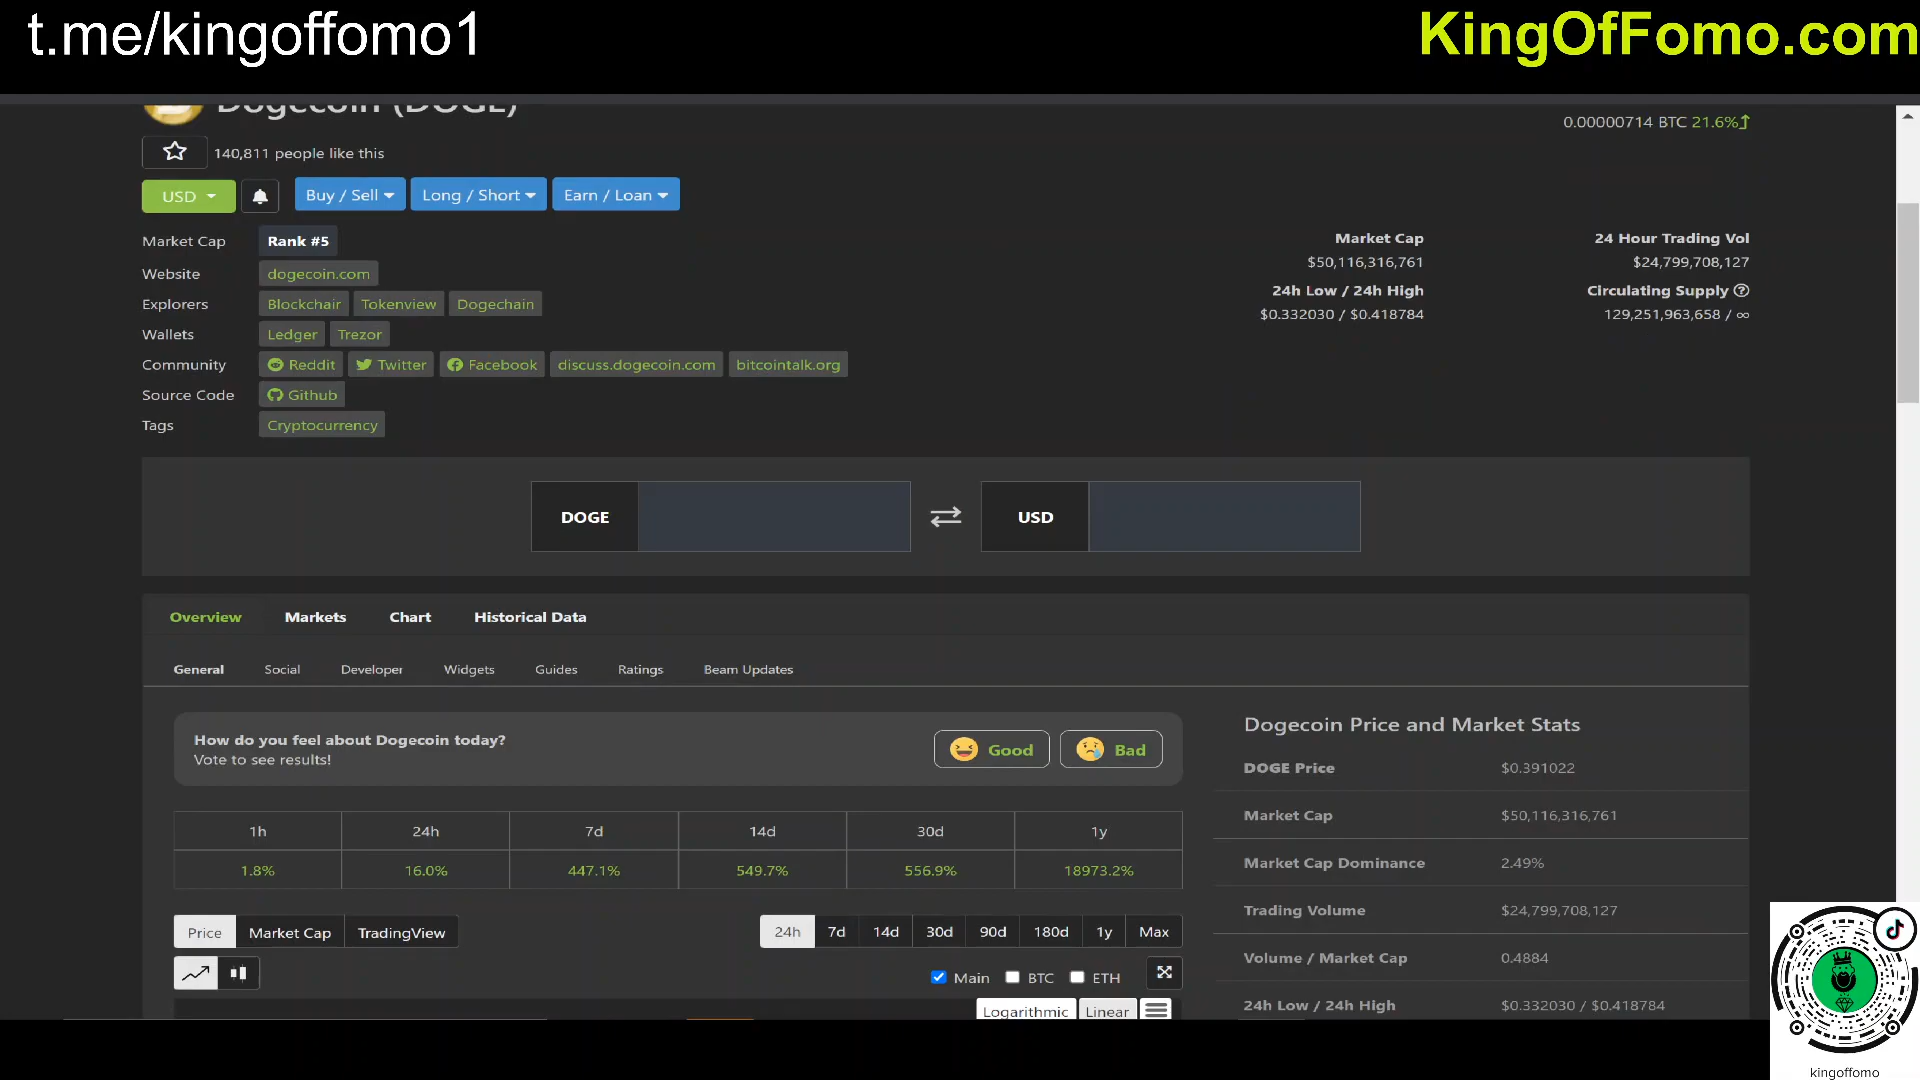 t.me/kingoffomo1
KingOfFomo.com
Dogecoin (DOGE)
0.00000714 BTC 21.6%
140,811 people like this
USD
Buy / Sell
Long / Short
Earn / Loan
Market Cap Rank #5
Website dogecoin.com
Explorers Blockchair Tokenview Dogechain
Wallets Ledger Trezor
Community Reddit Twitter Facebook discuss.dogecoin.com bitcointalk.org
Source Code Github
Tags Cryptocurrency
Market Cap 24 Hour Trading Vol
$50,116,316,761 $24,799,708,127
24h Low / 24h High Circulating Supply ?
$0.332030 / $0.418784 129,251,963,658 / ∞
DOGE USD
Overview Markets Chart Historical Data
General Social Developer Widgets Guides Ratings Beam Updates
How do you feel about Dogecoin today?
Vote to see results!
Good Bad
1h 24h 7d 14d 30d 1y
1.8% 16.0% 447.1% 549.7% 556.9% 18973.2%
Price Market Cap TradingView
24h 7d 14d 30d 90d 180d 1y Max
Main BTC ETH
Logarithmic Linear
Dogecoin Price and Market Stats
DOGE Price $0.391022
Market Cap $50,116,316,761
Market Cap Dominance 2.49%
Trading Volume $24,799,708,127
Volume / Market Cap 0.4884
24h Low / 24h High $0.332030 / $0.418784
kingoffomo